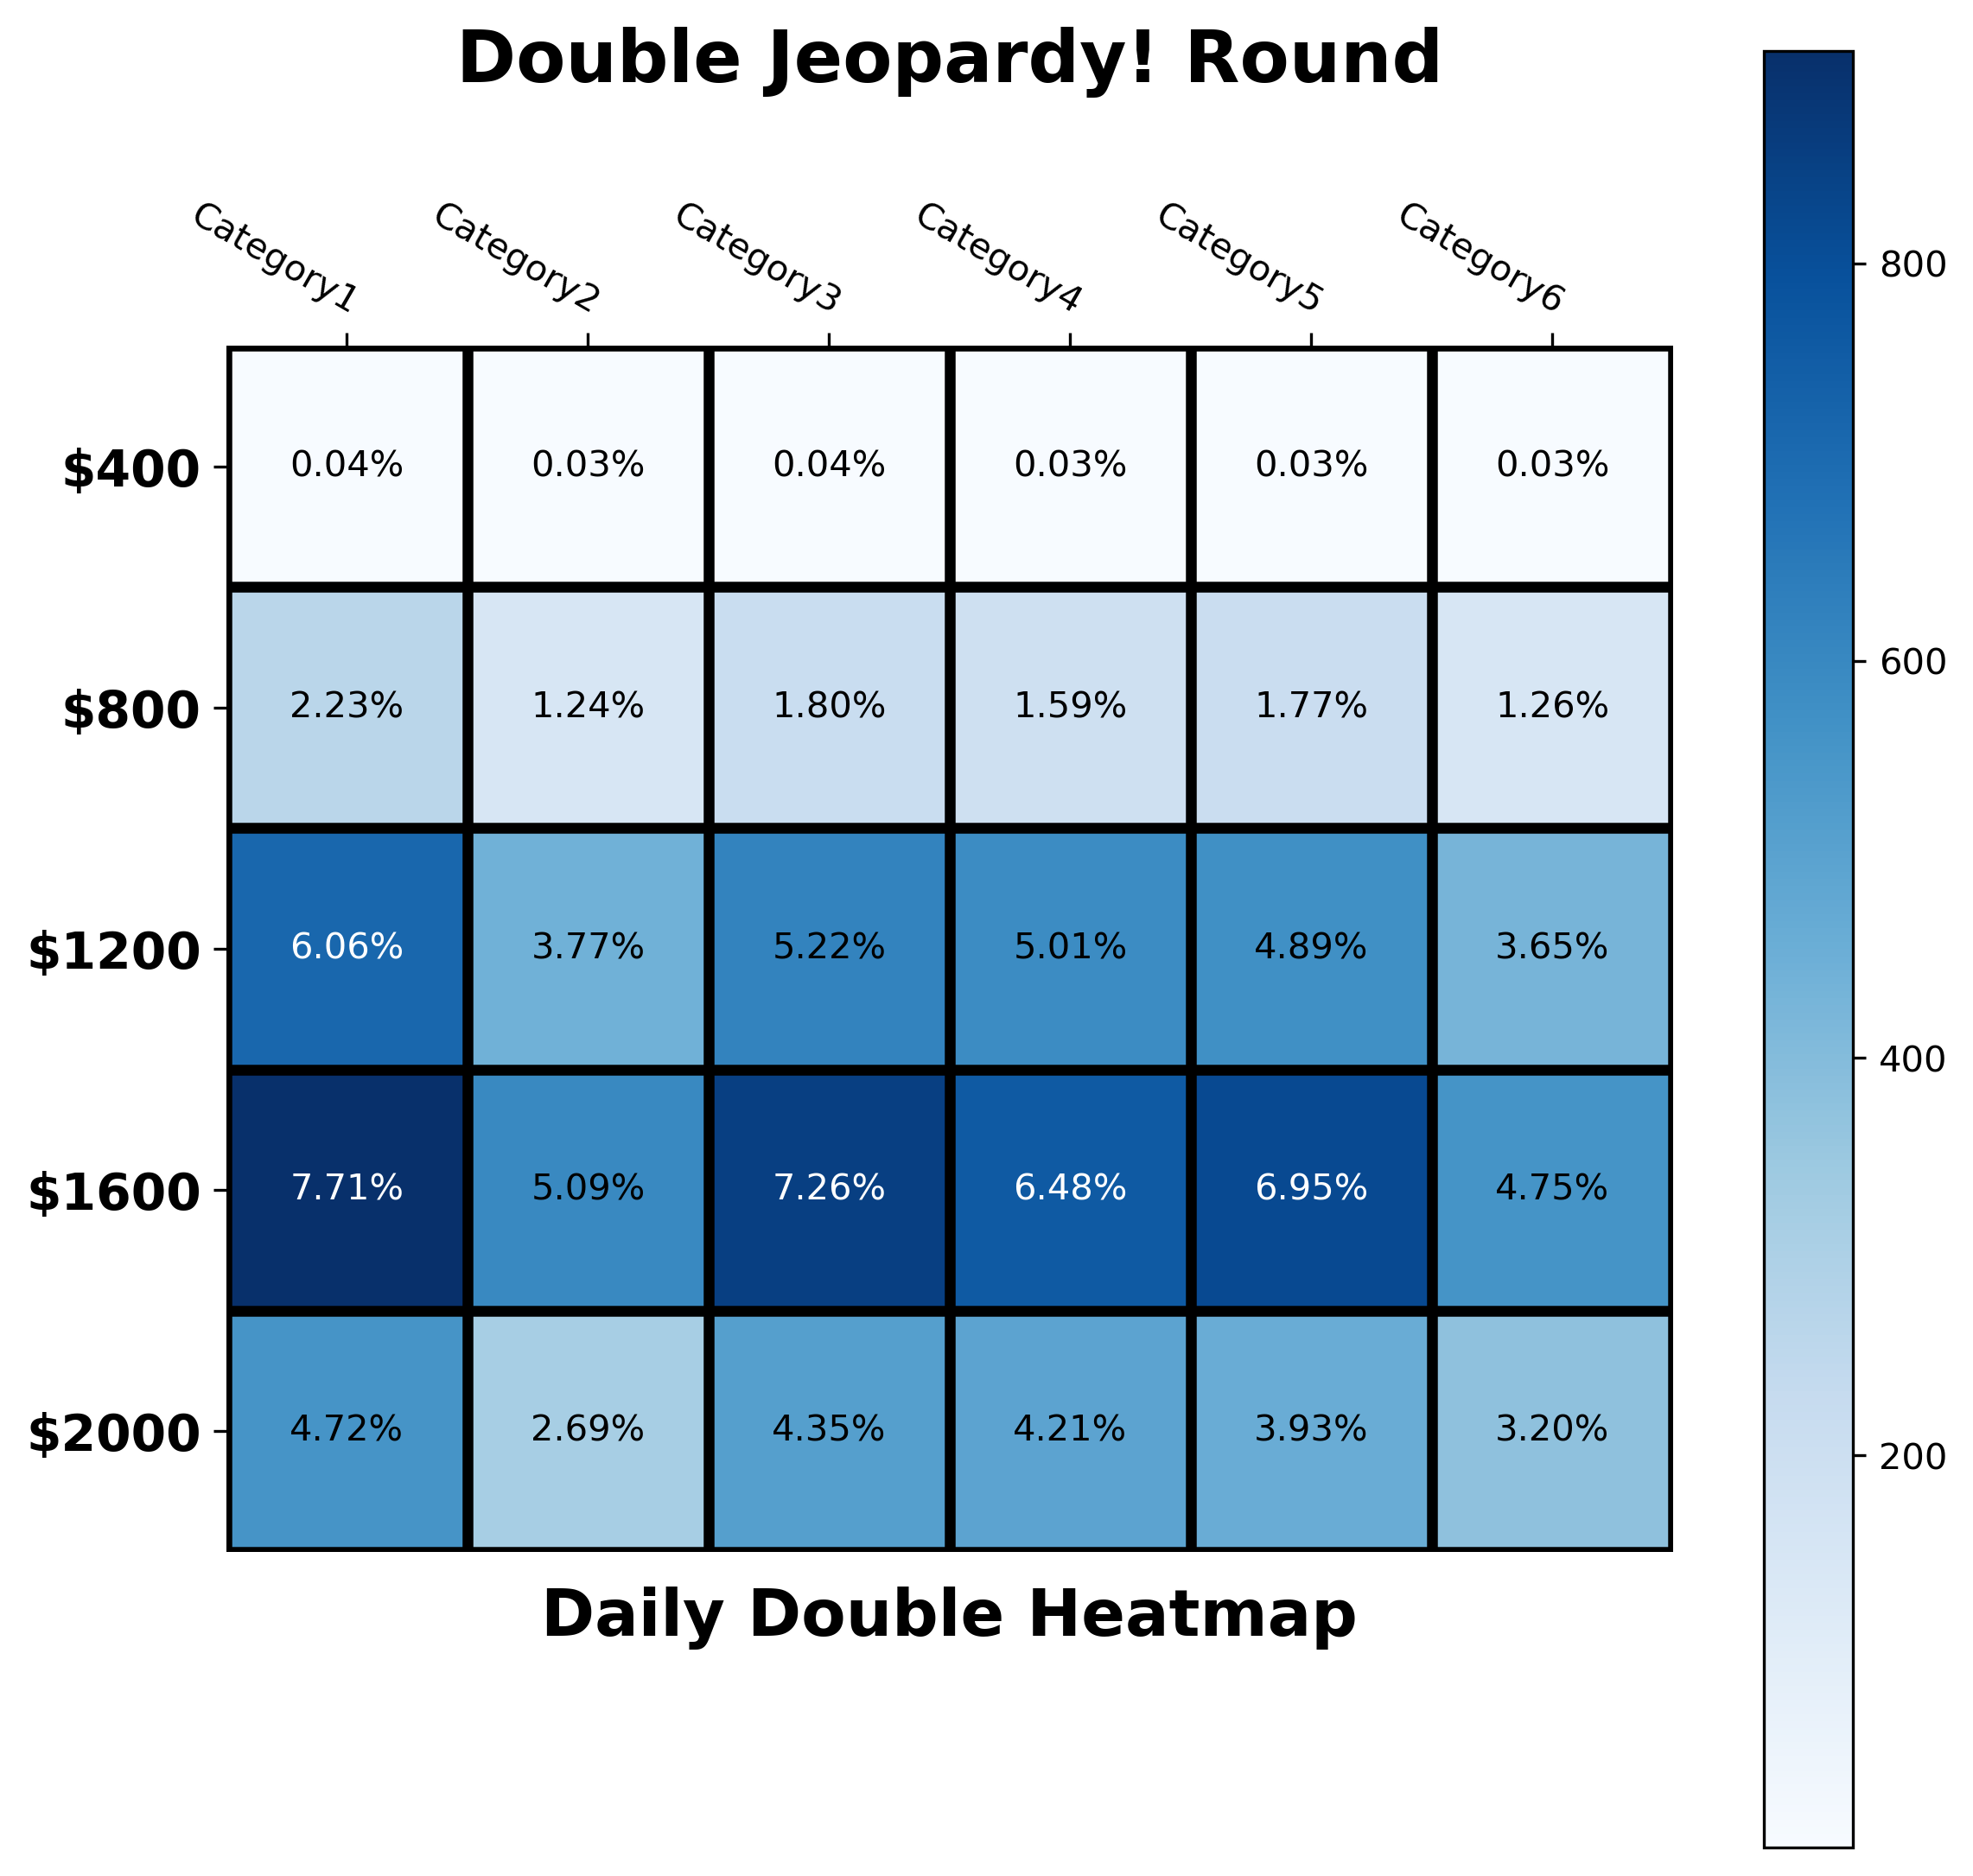 Double Jeopardy! Round
Category1 Category2 Category3 Category4 Category5 Category6
$400 0.04% 0.03% 0.04% 0.03% 0.03% 0.03%
$800 2.23% 1.24% 1.80% 1.59% 1.77% 1.26%
$1200 6.06% 3.77% 5.22% 5.01% 4.89% 3.65%
$1600 7.71% 5.09% 7.26% 6.48% 6.95% 4.75%
$2000 4.72% 2.69% 4.35% 4.21% 3.93% 3.20%
Daily Double Heatmap
800
600
400
200